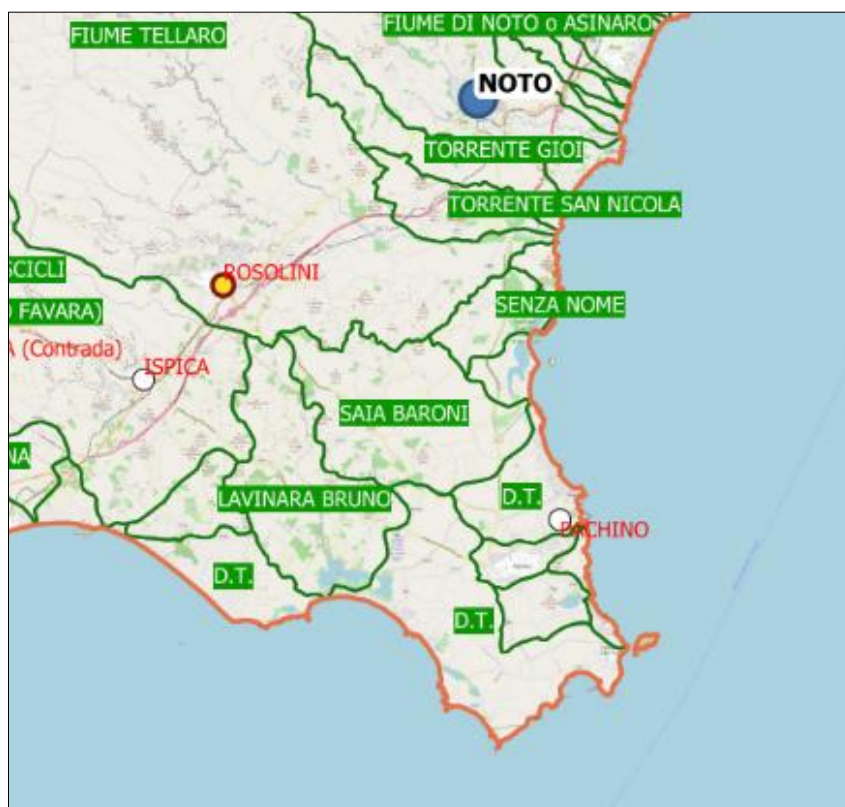 FIUME TELLARO
FIUME DI NOTO o ASINARO
NOTO
TORRENTE GIOI
TORRENTE SAN NICOLA
SCICLI
ROSOLINI
O FAVARA)
SENZA NOME
A (Contrada)
ISPICA
SAIA BARONI
NA
LAVINARA BRUNO
D.T.
PACHINO
D.T.
D.T.